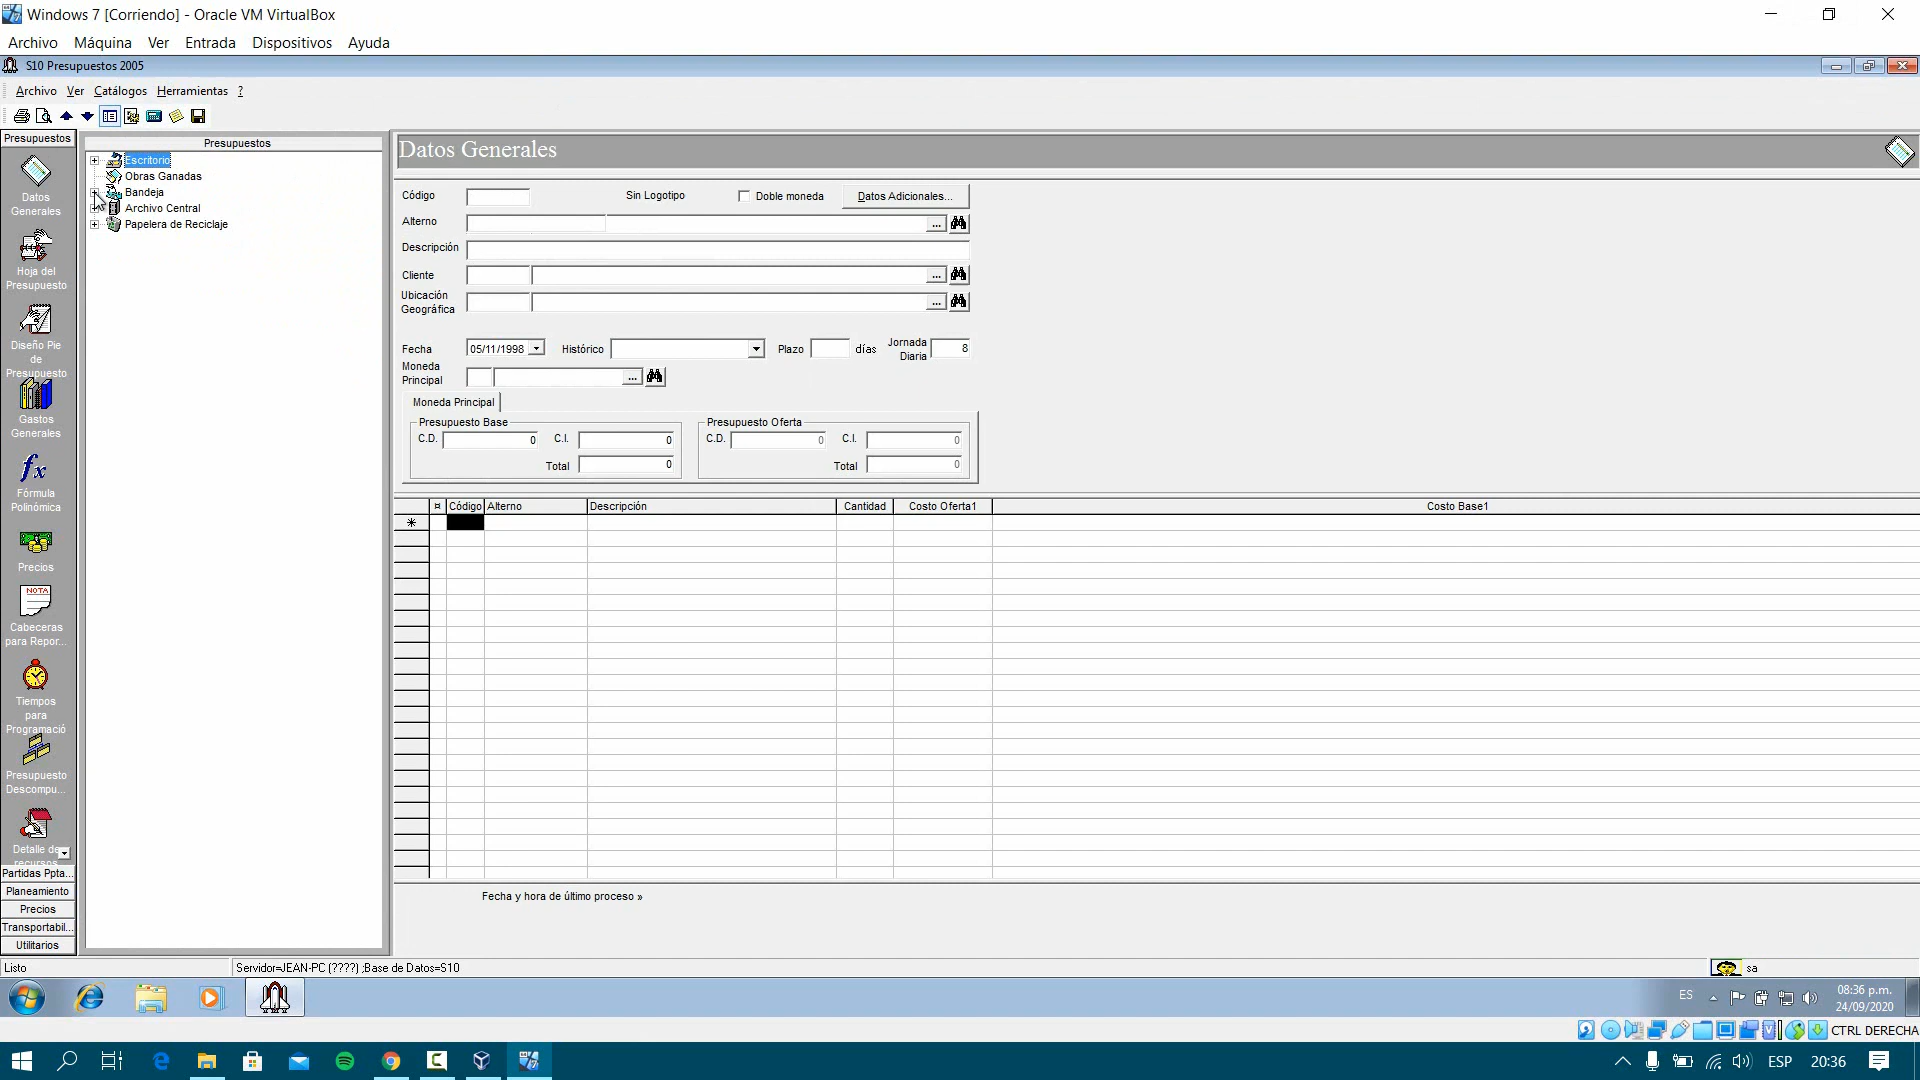 Windows 7 [Corriendo] - Oracle VM VirtualBox
Archivo Máquina Ver Entrada Dispositivos Ayuda
S10 Presupuestos 2005
Archivo Ver Catálogos Herramientas ?
Presupuestos
Datos
Generales
Hoja del
Presupuesto
Diseño Pie
de
Presupuesto
Gastos
Generales
fx
Fórmula
Polinómica
Precios
NOTA
Cabeceras
para Repor...
Tiempos
para
Programació
Presupuesto
Descompu...
Detalle de
recursos
Partidas Ppta...
Planeamiento
Precios
Transportabil...
Utilitarios
Presupuestos
Escritorio
Obras Ganadas
Bandeja
Archivo Central
Papelera de Reciclaje
Datos Generales
Código Sin Logotipo Doble moneda Datos Adicionales...
Alterno ...
Descripción
Cliente ...
Ubicación
Geográfica ...
Fecha 05/11/1998 Histórico Plazo días Jornada
Diaria 8
Moneda
Principal ...
Moneda Principal
Presupuesto Base Presupuesto Oferta
C.D. 0 C.I. 0 C.D. 0 C.I. 0
Total 0 Total 0
¤ Código Alterno Descripción Cantidad Costo Oferta1 Costo Base1
Fecha y hora de último proceso »
Listo Servidor=JEAN-PC (????) ;Base de Datos=S10 sa
ES 08:36 p.m.
24/09/2020
CTRL DERECHA
ESP 20:36